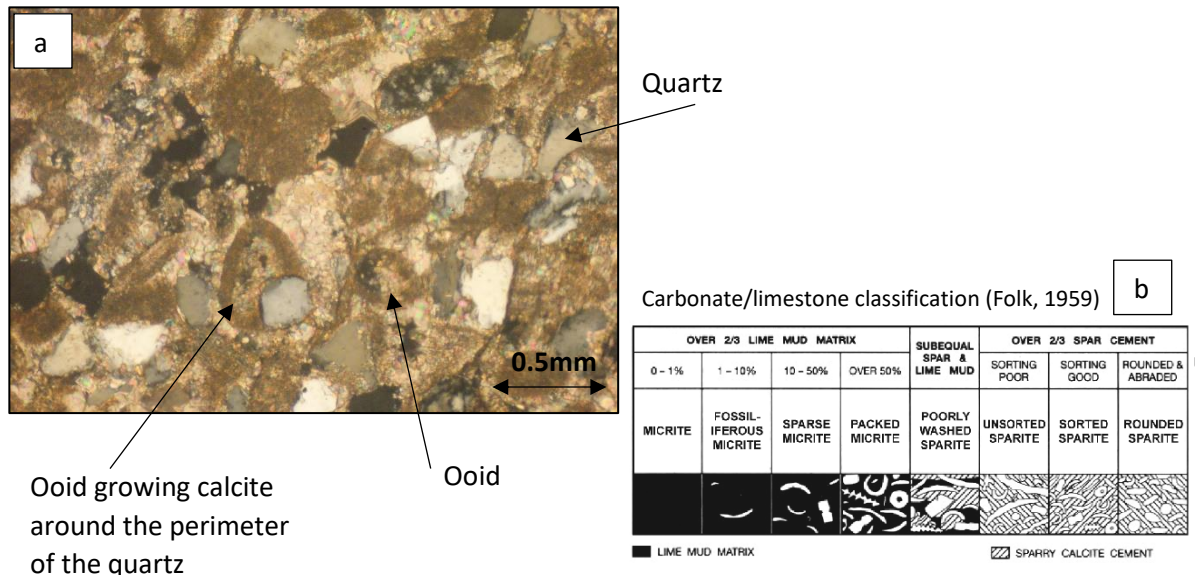 a
Quartz
0.5mm
Ooid growing calcite
around the perimeter
of the quartz
Ooid
Carbonate/limestone classification (Folk, 1959)
b
OVER 2/3 LIME MUD MATRIX
SUBEQUAL
SPAR &
LIME MUD
OVER 2/3 SPAR CEMENT
0 – 1%
1 – 10%
10 – 50%
OVER 50%
SORTING
POOR
SORTING
GOOD
ROUNDED &
ABRADED
MICRITE
FOSSIL-
IFEROUS
MICRITE
SPARSE
MICRITE
PACKED
MICRITE
POORLY
WASHED
SPARITE
UNSORTED
SPARITE
SORTED
SPARITE
ROUNDED
SPARITE
LIME MUD MATRIX
SPARRY CALCITE CEMENT